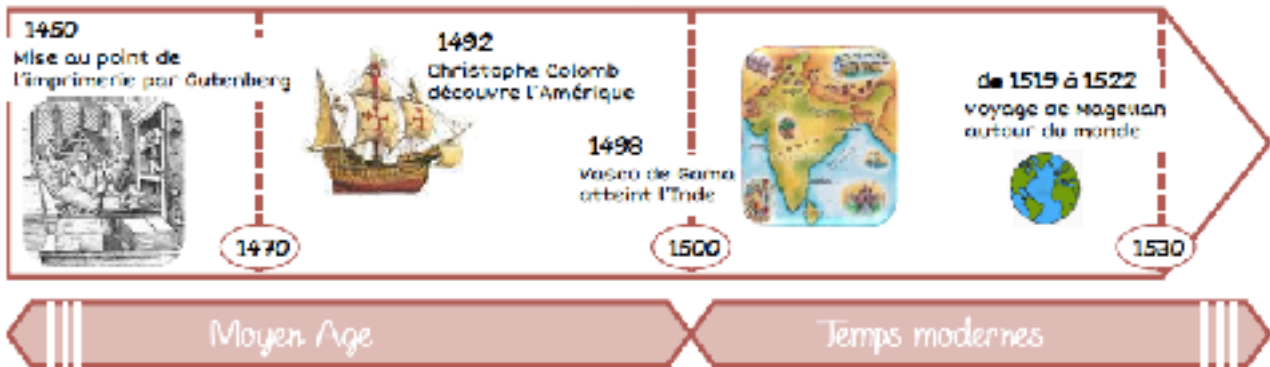 1450
Mise au point de
l'imprimerie par Gutenberg
1492
Christophe Colomb
découvre l'Amérique
1498
Vasco de Gama
atteint l'Inde
de 1519 à 1522
Voyage de Magellan
autour du monde
1470
1500
1530
Moyen Age
Temps modernes